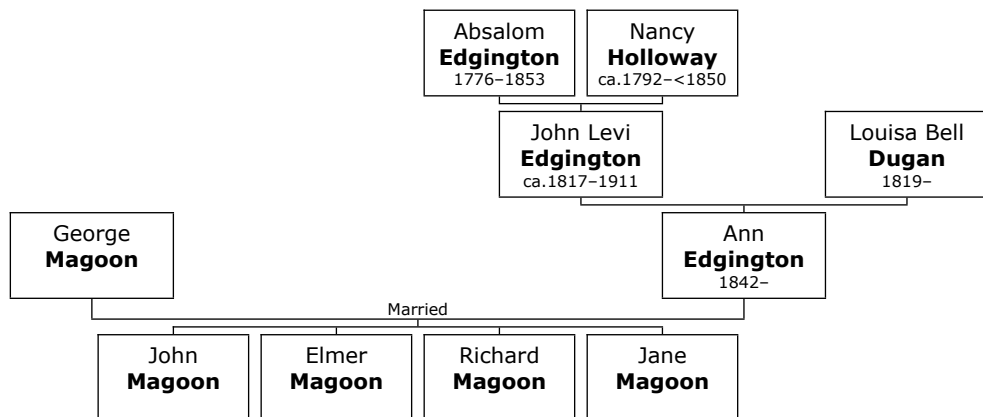 Absalom
Edgington
1776–1853
Nancy
Holloway
ca.1792–<1850
John Levi
Edgington
ca.1817–1911
Louisa Bell
Dugan
1819–
George
Magoon
Ann
Edgington
1842–
Married
John
Magoon
Elmer
Magoon
Richard
Magoon
Jane
Magoon